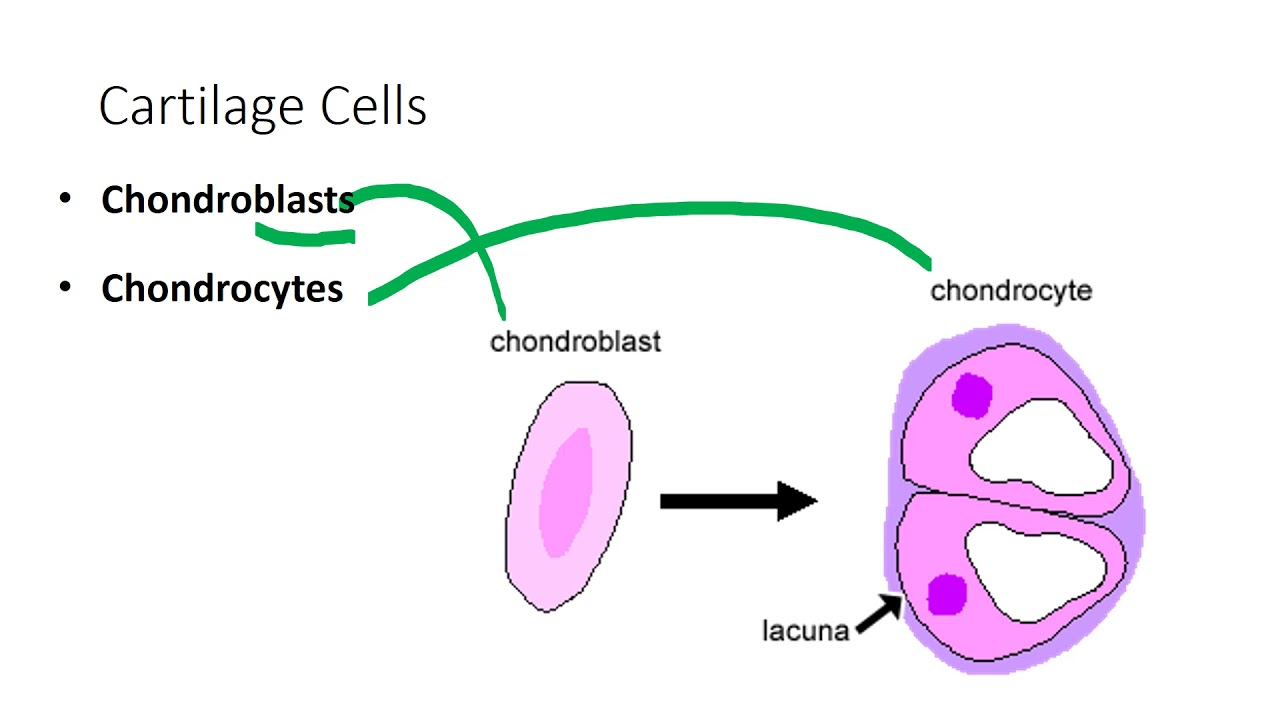 Cartilage Cells
• Chondroblasts
• Chondrocytes
chondrocyte
chondroblast
lacuna